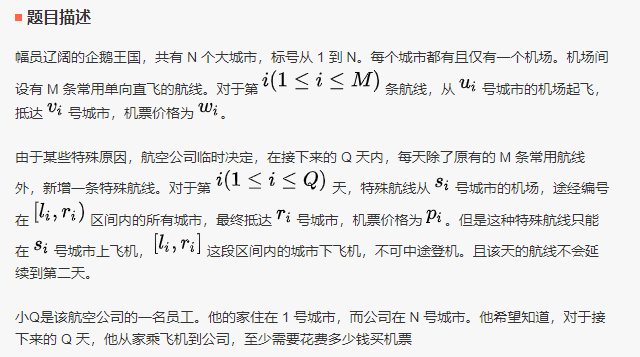 题目描述
幅员辽阔的企鹅王国，共有 N 个大城市，标号从 1 到 N。每个城市都有且仅有一个机场。机场间
设有 M 条常用单向直飞的航线。对于第 i(1 ≤ i ≤ M) 条航线，从 u_i 号城市的机场起飞，
抵达 v_i 号城市，机票价格为 w_i。
由于某些特殊原因，航空公司临时决定，在接下来的 Q 天内，每天除了原有的 M 条常用航线
外，新增一条特殊航线。对于第 i(1 ≤ i ≤ Q) 天，特殊航线从 s_i 号城市的机场，途经编号
在 [l_i, r_i) 区间内的所有城市，最终抵达 r_i 号城市，机票价格为 p_i。但是这种特殊航线只能
在 s_i 号城市上飞机，[l_i, r_i] 这段区间内的城市下飞机，不可中途登机。且该天的航线不会延
续到第二天。
小Q是该航空公司的一名员工。他的家住在 1 号城市，而公司在 N 号城市。他希望知道，对于接
下来的 Q 天，他从家乘飞机到公司，至少需要花费多少钱买机票